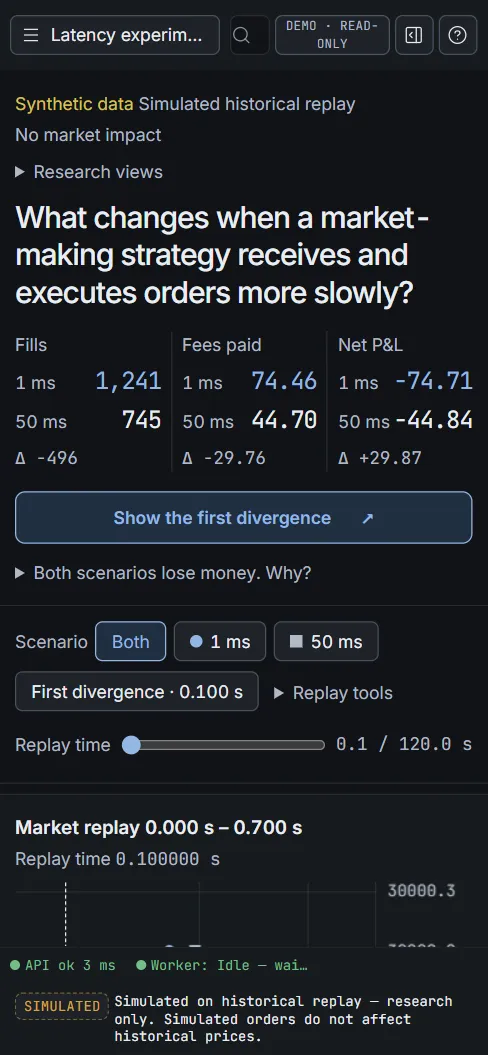 Latency experim...
DEMO · READ-
ONLY
Synthetic data Simulated historical replay
No market impact
Research views
What changes when a market-
making strategy receives and
executes orders more slowly?
Fills
1 ms 1,241
50 ms 745
Δ -496
Fees paid
1 ms 74.46
50 ms 44.70
Δ -29.76
Net P&L
1 ms -74.71
50 ms -44.84
Δ +29.87
Show the first divergence ↗
Both scenarios lose money. Why?
Scenario Both 1 ms 50 ms
First divergence · 0.100 s Replay tools
Replay time 0.1 / 120.0 s
Market replay 0.000 s – 0.700 s
Replay time 0.100000 s
30000.3
API ok 3 ms Worker: Idle — wai…
SIMULATED
Simulated on historical replay — research
only. Simulated orders do not affect
historical prices.